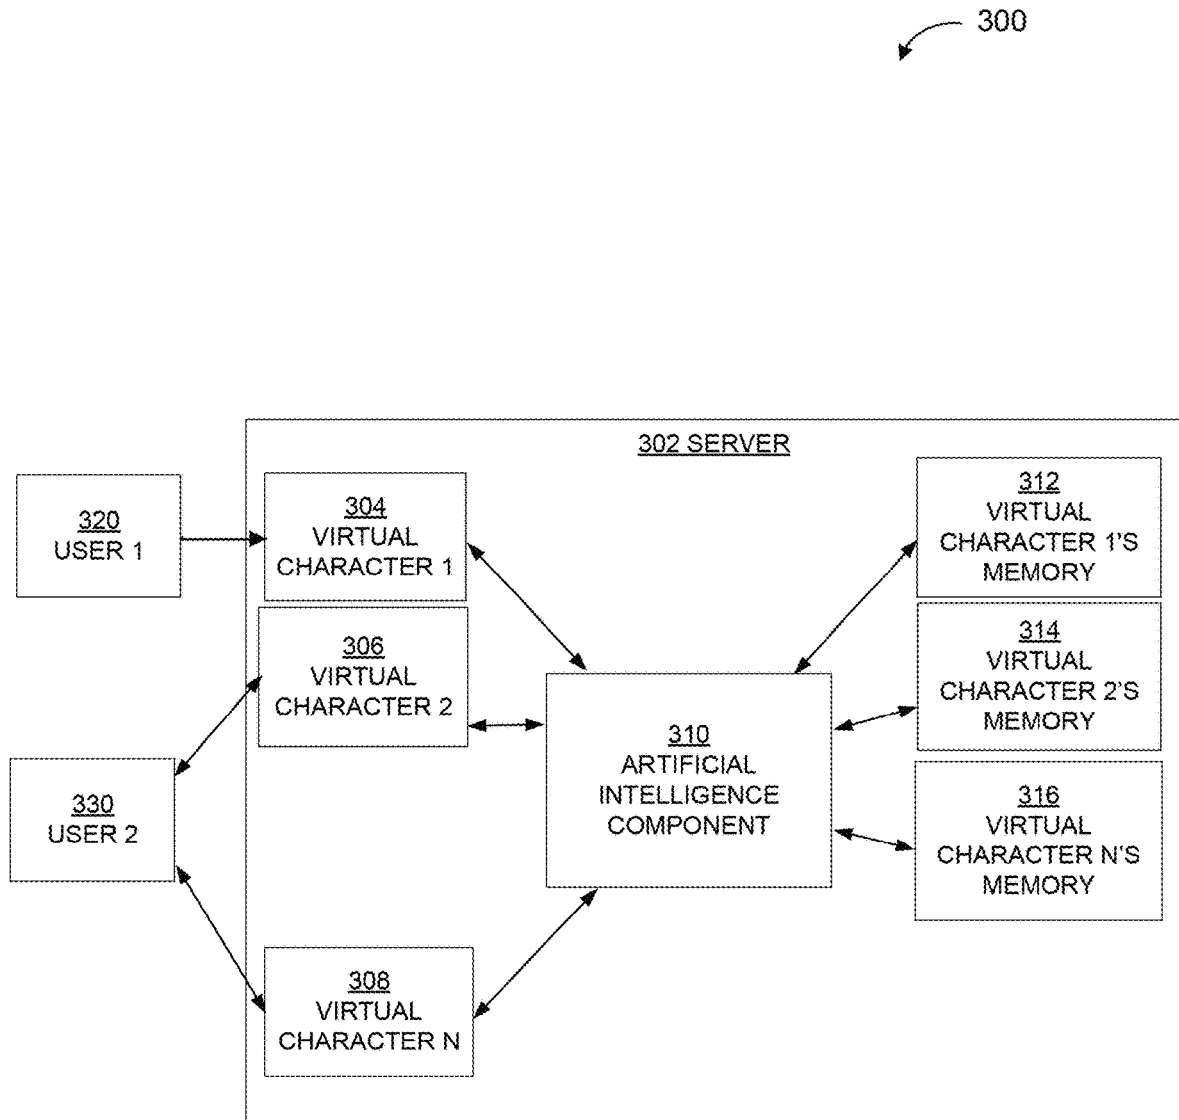 300
302 SERVER
320
USER 1
304
VIRTUAL
CHARACTER 1
312
VIRTUAL
CHARACTER 1'S
MEMORY
306
VIRTUAL
CHARACTER 2
314
VIRTUAL
CHARACTER 2'S
MEMORY
310
ARTIFICIAL
INTELLIGENCE
COMPONENT
330
USER 2
316
VIRTUAL
CHARACTER N'S
MEMORY
308
VIRTUAL
CHARACTER N